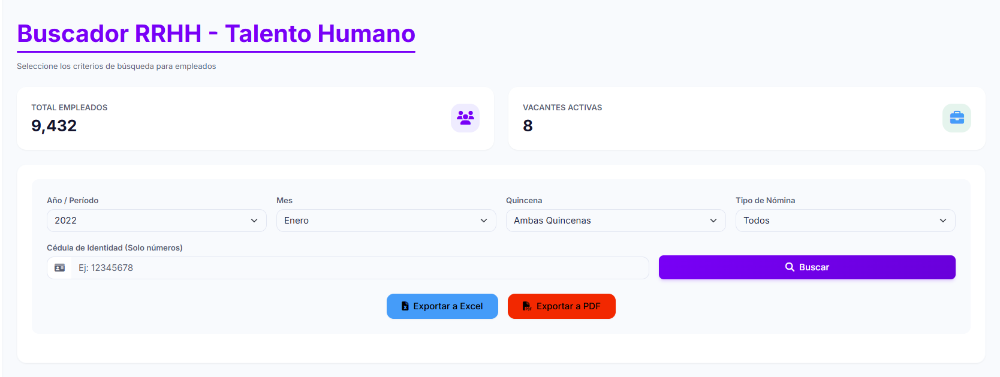 Buscador RRHH - Talento Humano
Seleccione los criterios de búsqueda para empleados
TOTAL EMPLEADOS
9,432
VACANTES ACTIVAS
8
Año / Período
2022
Mes
Enero
Quincena
Ambas Quincenas
Tipo de Nómina
Todos
Cédula de Identidad (Solo números)
Ej: 12345678
Buscar
Exportar a Excel
Exportar a PDF